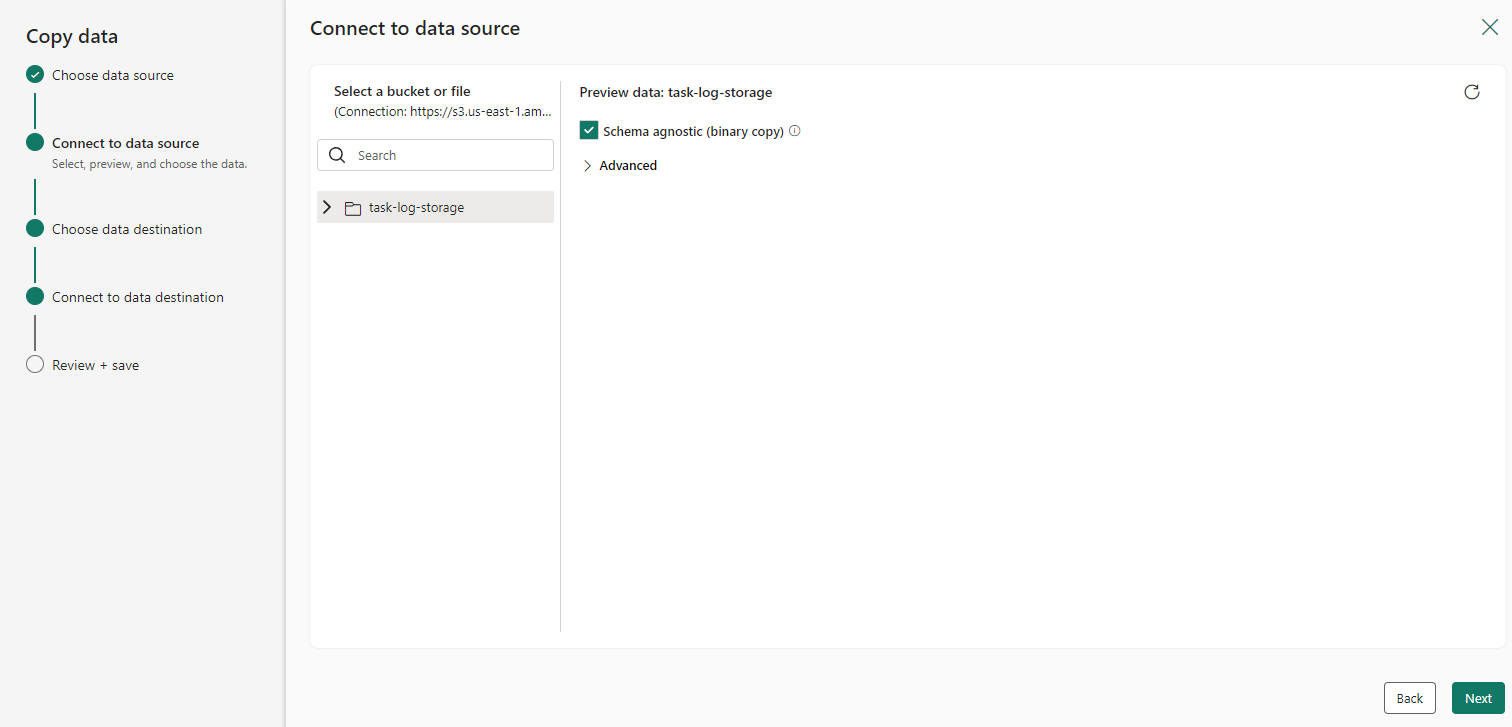 Copy data
Choose data source
Connect to data source
Select, preview, and choose the data.
Choose data destination
Connect to data destination
Review + save
Connect to data source
Select a bucket or file
(Connection: https://s3.us-east-1.am...
Search
task-log-storage
Preview data: task-log-storage
Schema agnostic (binary copy)
Advanced
Back
Next